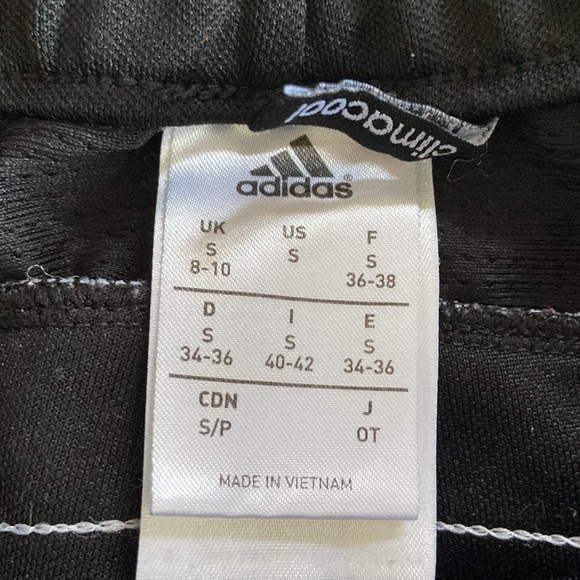 climacool
adidas®
UK US F
S S S
8-10 36-38
D I E
S S S
34-36 40-42 34-36
CDN J
S/P OT
MADE IN VIETNAM